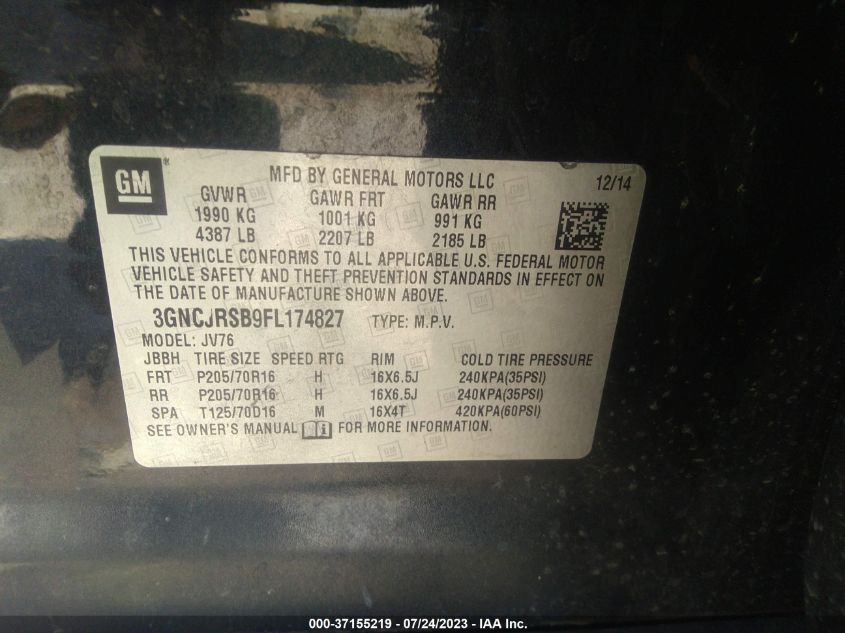 GM ®
MFD BY GENERAL MOTORS LLC 12/14
GVWR GAWR FRT GAWR RR
1990 KG 1001 KG 991 KG
4387 LB 2207 LB 2185 LB
THIS VEHICLE CONFORMS TO ALL APPLICABLE U.S. FEDERAL MOTOR
VEHICLE SAFETY AND THEFT PREVENTION STANDARDS IN EFFECT ON
THE DATE OF MANUFACTURE SHOWN ABOVE.
3GNCJRSB9FL174827 TYPE: M.P.V.
MODEL: JV76
JBBH TIRE SIZE SPEED RTG RIM COLD TIRE PRESSURE
FRT P205/70R16 H 16X6.5J 240KPA(35PSI)
RR P205/70R16 H 16X6.5J 240KPA(35PSI)
SPA T125/70D16 M 16X4T 420KPA(60PSI)
SEE OWNER'S MANUAL FOR MORE INFORMATION.
000-37155219 - 07/24/2023 - IAA Inc.